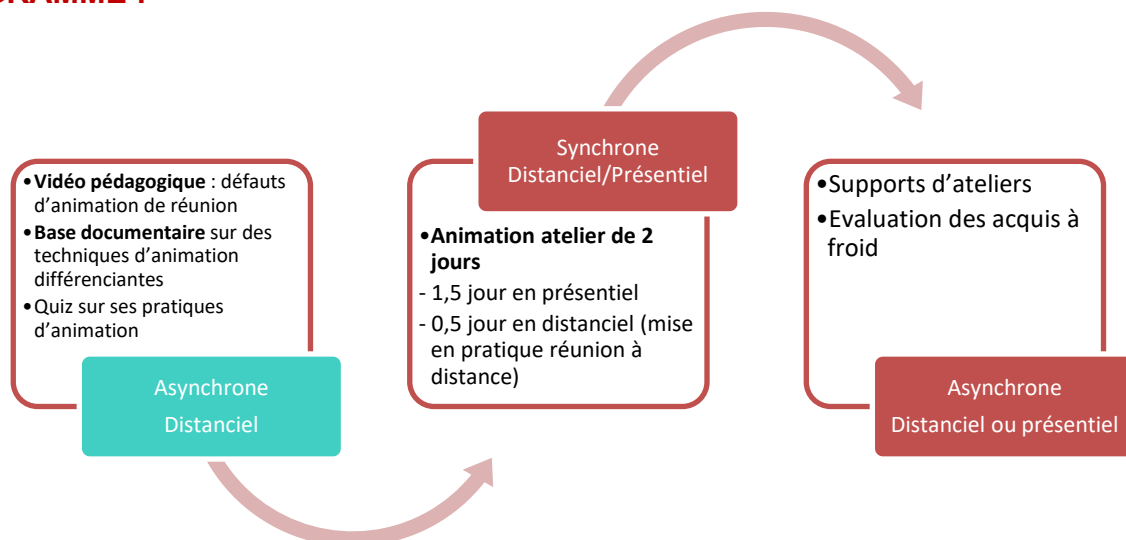 •Vidéo pédagogique : défauts
d’animation de réunion
•Base documentaire sur des
techniques d’animation
différenciantes
•Quiz sur ses pratiques
d’animation
Asynchrone
Distanciel
Synchrone
Distanciel/Présentiel
•Animation atelier de 2
jours
- 1,5 jour en présentiel
- 0,5 jour en distanciel (mise
en pratique réunion à
distance)
•Supports d’ateliers
•Evaluation des acquis à
froid
Asynchrone
Distanciel ou présentiel